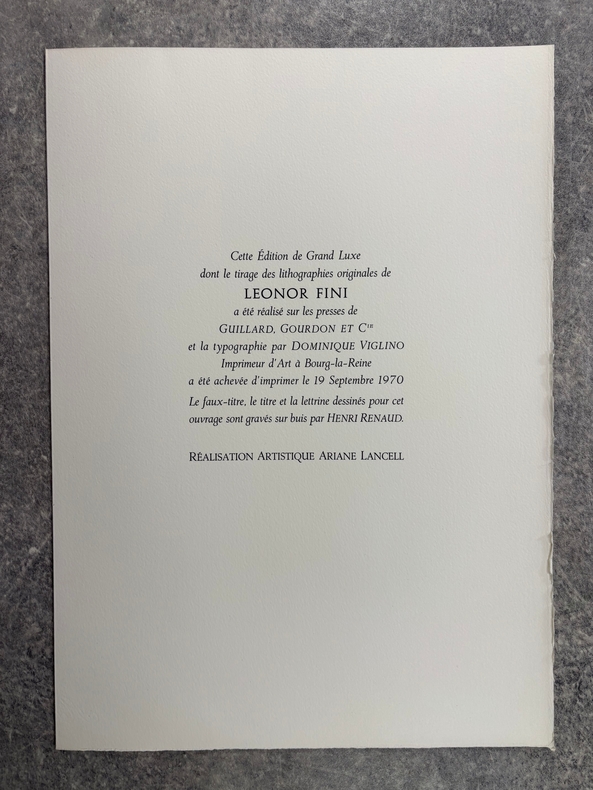 Cette Édition de Grand Luxe
dont le tirage des lithographies originales de
LEONOR FINI
a été réalisé sur les presses de
GUILLARD, GOURDON ET Cie
et la typographie par DOMINIQUE VIGLINO
Imprimeur d'Art à Bourg-la-Reine
a été achevée d'imprimer le 19 Septembre 1970
Le faux-titre, le titre et la lettrine dessinés pour cet
ouvrage sont gravés sur buis par HENRI RENAUD.
RÉALISATION ARTISTIQUE ARIANE LANCELL